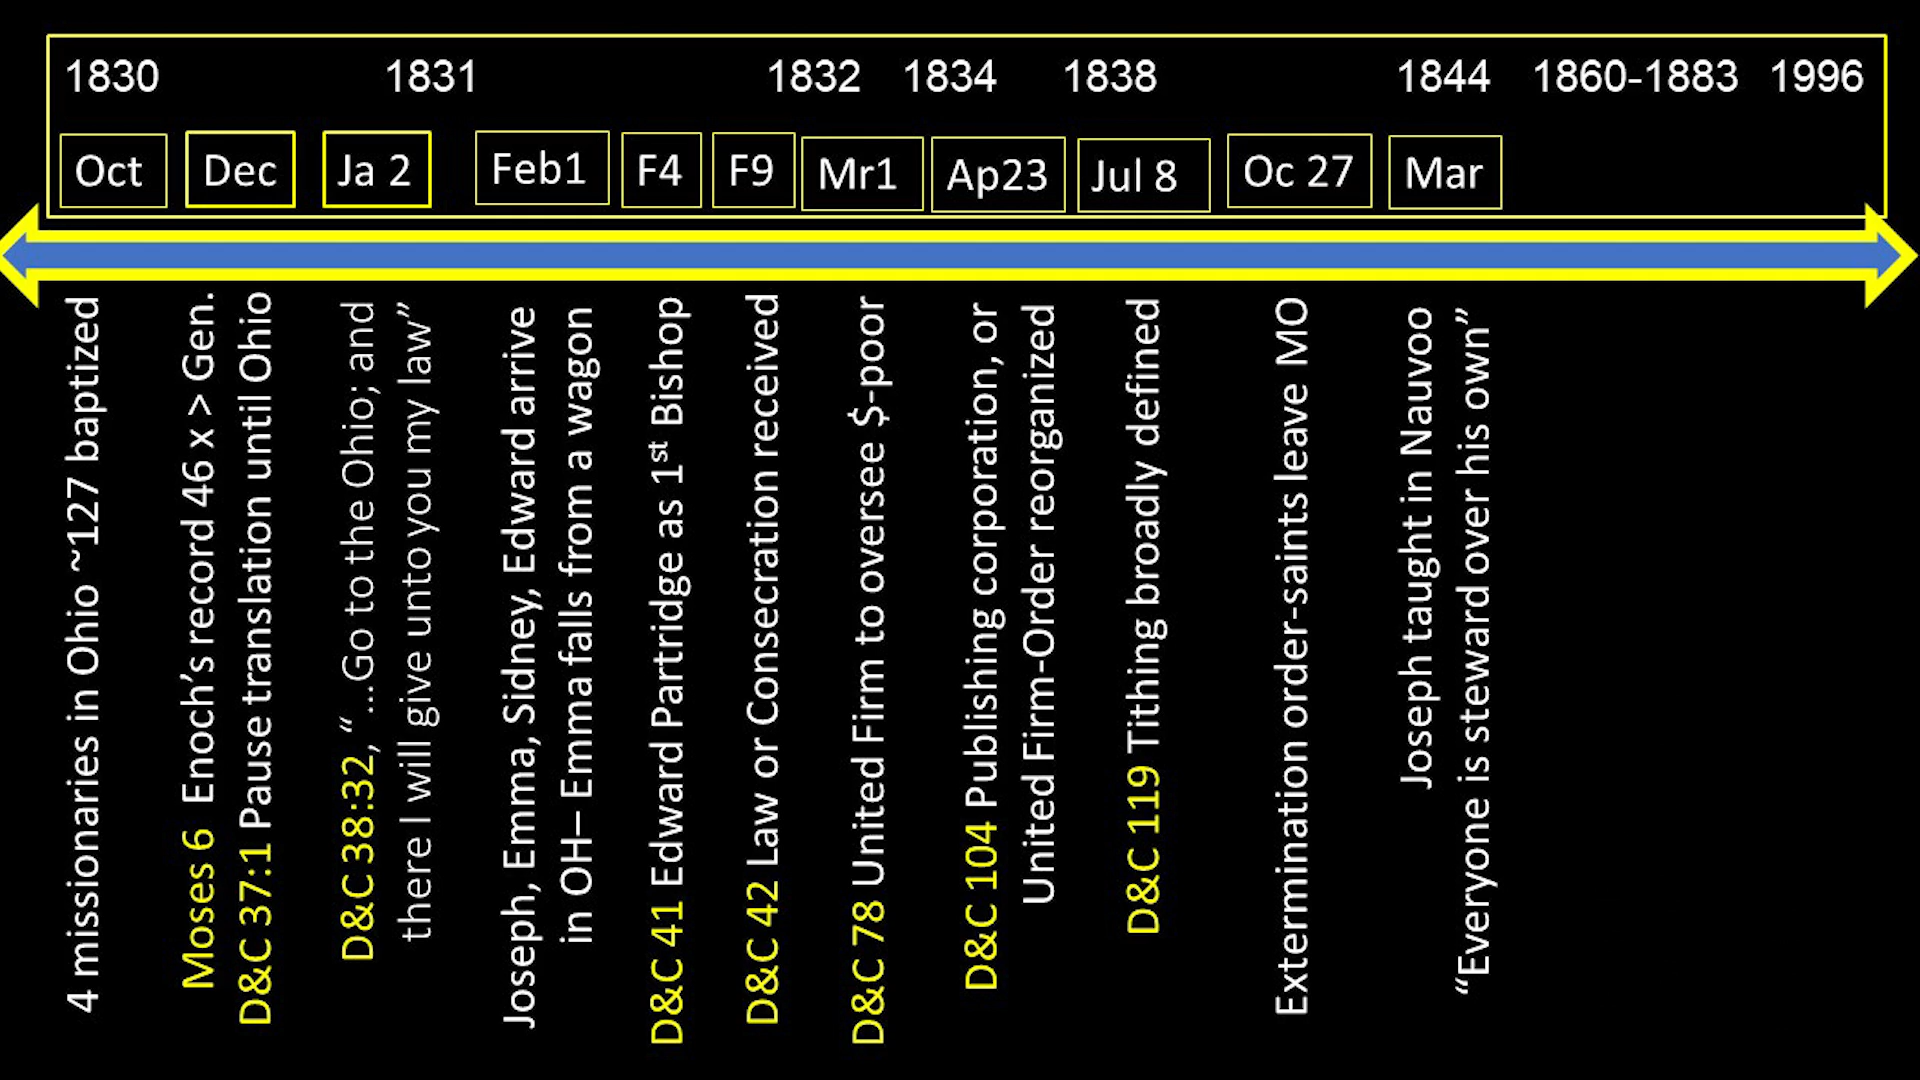 1830 1831 1832 1834 1838 1844 1860-1883 1996
Oct Dec Ja 2 Feb1 F4 F9 Mr1 Ap23 Jul 8 Oc 27 Mar
4 missionaries in Ohio ~127 baptized
Moses 6 Enoch’s record 46 x > Gen.
D&C 37:1 Pause translation until Ohio
D&C 38:32, “...Go to the Ohio; and
there I will give unto you my law”
Joseph, Emma, Sidney, Edward arrive
in OH– Emma falls from a wagon
D&C 41 Edward Partridge as 1st Bishop
D&C 42 Law or Consecration received
D&C 78 United Firm to oversee $-poor
D&C 104 Publishing corporation, or
United Firm-Order reorganized
D&C 119 Tithing broadly defined
Extermination order-saints leave MO
Joseph taught in Nauvoo
“Everyone is steward over his own”